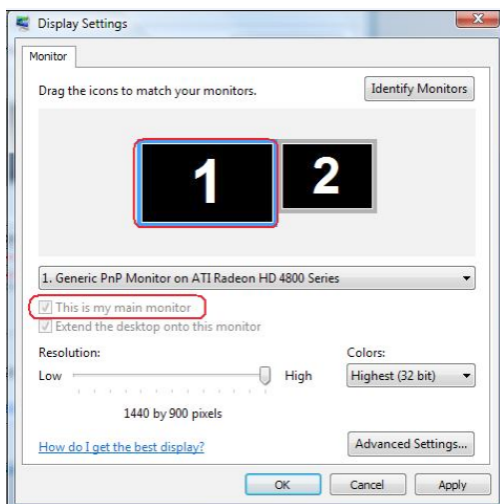 Display Settings
Monitor
Drag the icons to match your monitors.
Identify Monitors
1
2
1. Generic PnP Monitor on ATI Radeon HD 4800 Series
This is my main monitor
Extend the desktop onto this monitor
Resolution:
Colors:
Low
High
Highest (32 bit)
1440 by 900 pixels
How do I get the best display?
Advanced Settings...
OK
Cancel
Apply